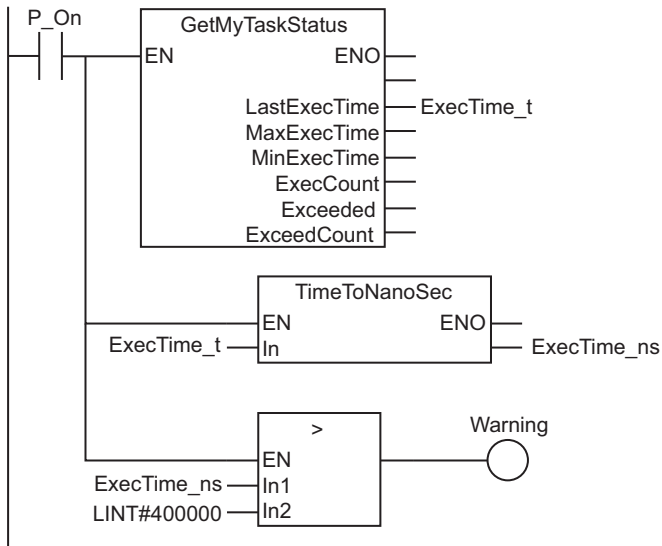 P_On
GetMyTaskStatus
EN ENO
LastExecTime ExecTime_t
MaxExecTime
MinExecTime
ExecCount
Exceeded
ExceedCount
TimeToNanoSec
EN ENO
ExecTime_t In ExecTime_ns
> Warning
EN
ExecTime_ns In1
LINT#400000 In2